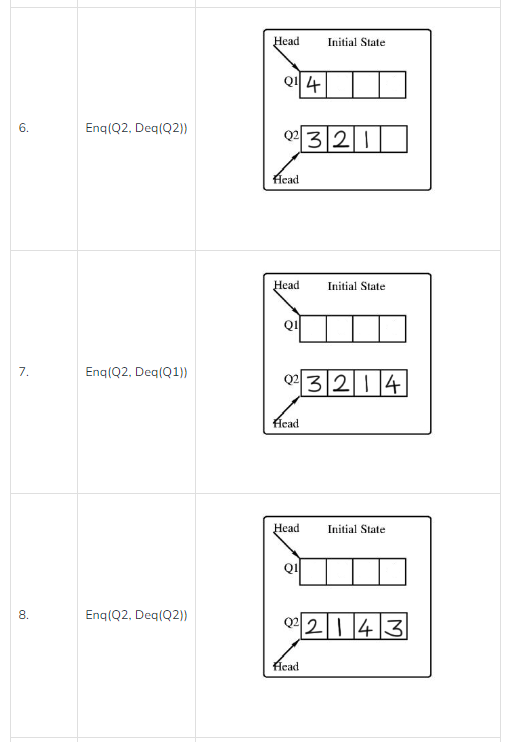 Head Initial State
Q1 4
6. Enq(Q2, Deq(Q2))
Q2 3 2 1
Head
Head Initial State
Q1
7. Enq(Q2, Deq(Q1))
Q2 3 2 1 4
Head
Head Initial State
Q1
8. Enq(Q2, Deq(Q2))
Q2 2 1 4 3
Head